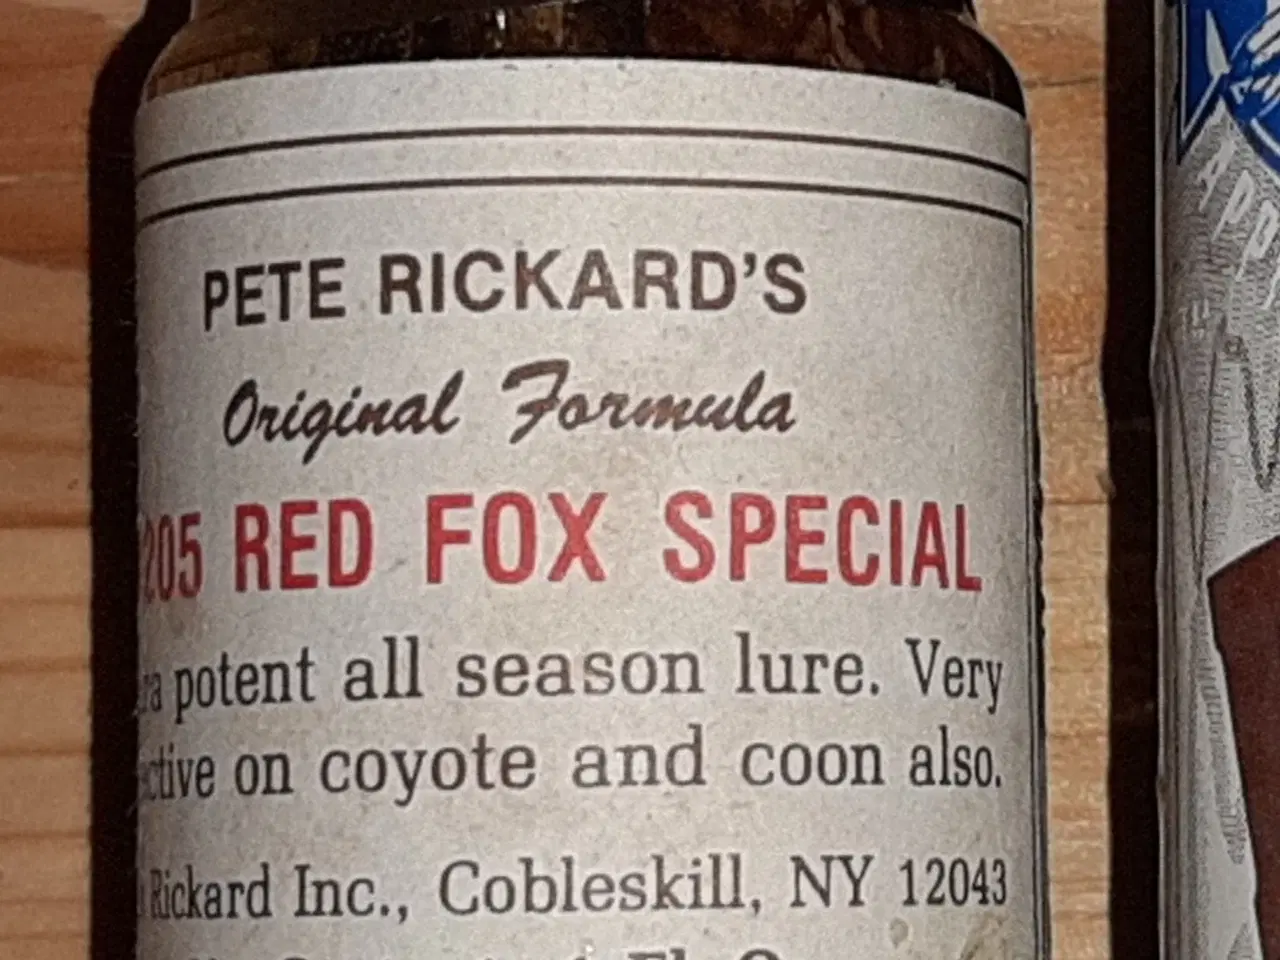 PETE RICKARD'S
Original Formula
205 RED FOX SPECIAL
potent all season lure. Very
on coyote and coon also.
Rickard Inc., Cobleskill, NY 12043